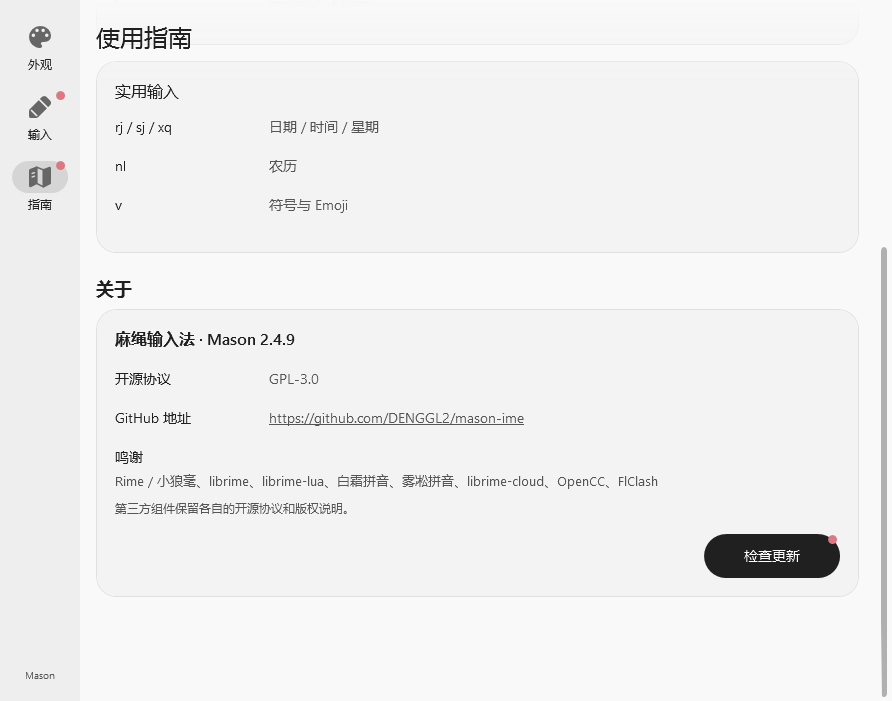 外观
输入
指南
Mason
使用指南
实用输入
rj / sj / xq 日期 / 时间 / 星期
nl 农历
v 符号与 Emoji
关于
麻绳输入法 · Mason 2.4.9
开源协议 GPL-3.0
GitHub 地址 https://github.com/DENGGL2/mason-ime
鸣谢
Rime / 小狼毫、librime、librime-lua、白霜拼音、雾凇拼音、librime-cloud、OpenCC、FlClash
第三方组件保留各自的开源协议和版权说明。
检查更新